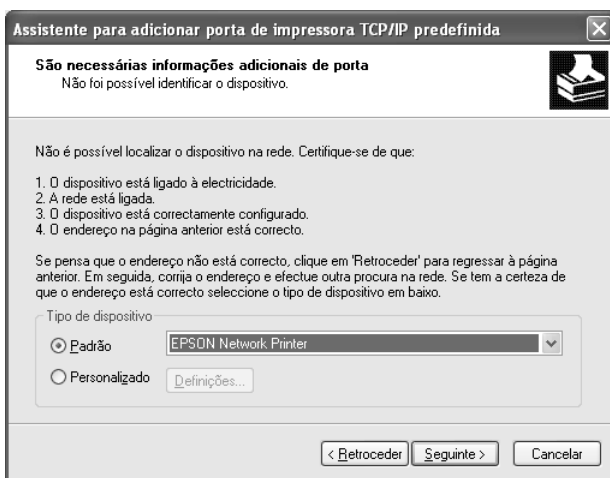 Assistente para adicionar porta de impressora TCP/IP predefinida
São necessárias informações adicionais de porta
Não foi possível identificar o dispositivo.
Não é possível localizar o dispositivo na rede. Certifique-se de que:
1. O dispositivo está ligado à electricidade.
2. A rede está ligada.
3. O dispositivo está correctamente configurado.
4. O endereço na página anterior está correcto.
Se pensa que o endereço não está correcto, clique em 'Retroceder' para regressar à página
anterior. Em seguida, corrija o endereço e efectue outra procura na rede. Se tem a certeza de
que o endereço está correcto seleccione o tipo de dispositivo em baixo.
Tipo de dispositivo
Padrão EPSON Network Printer
Personalizado Definições...
< Retroceder Seguinte > Cancelar